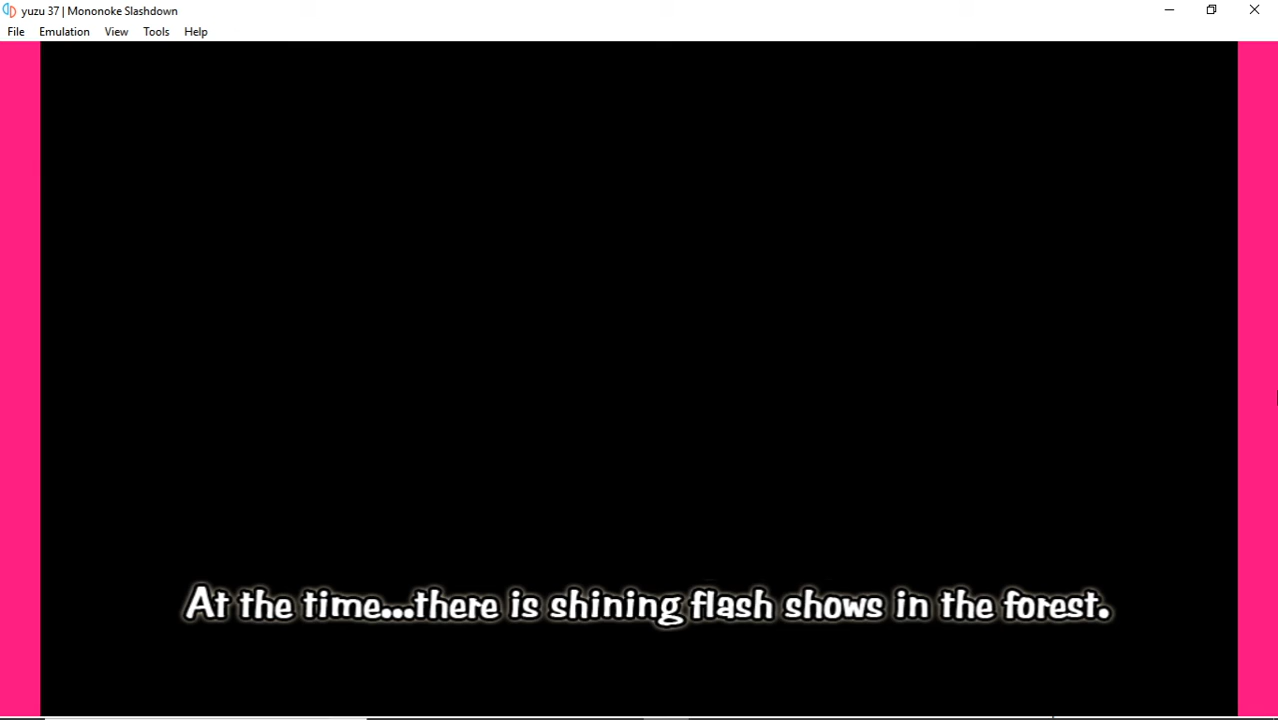 yuzu 37 | Mononoke Slashdown
File Emulation View Tools Help
At the time...there is shining flash shows in the forest.